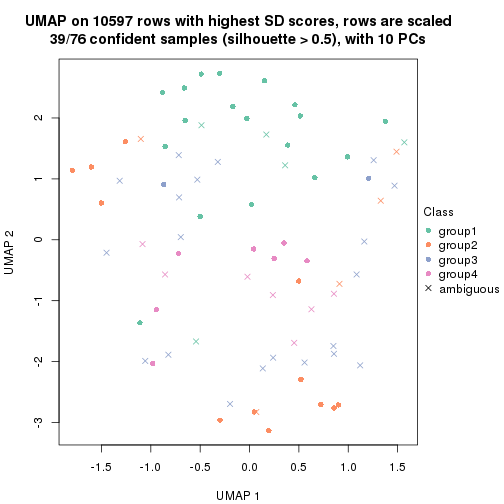 UMAP on 10597 rows with highest SD scores, rows are scaled
39/76 confident samples (silhouette > 0.5), with 10 PCs
2
1
0
-1
-2
-3
UMAP 2
-1.5 -1.0 -0.5 0.0 0.5 1.0 1.5
UMAP 1
Class
group1
group2
group3
group4
ambiguous